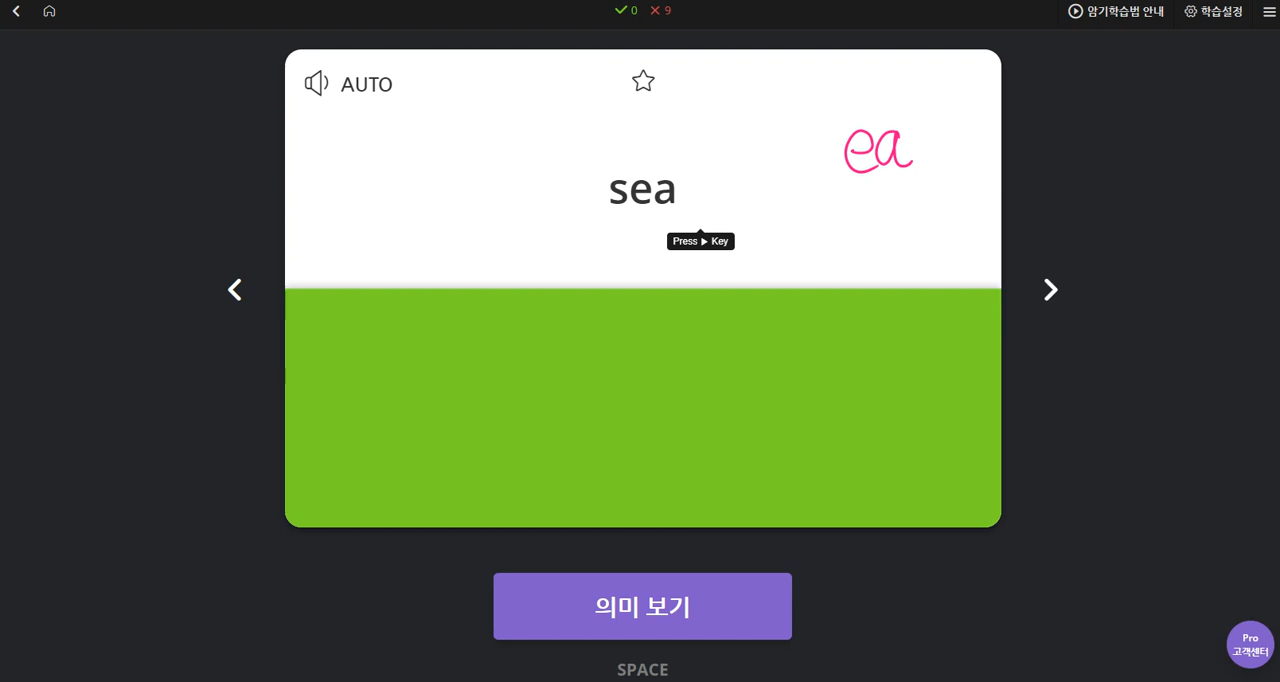 0 9 암기학습법 안내 학습설정
AUTO
ea
sea
Press ▶ Key
의미 보기
Pro
고객센터
SPACE